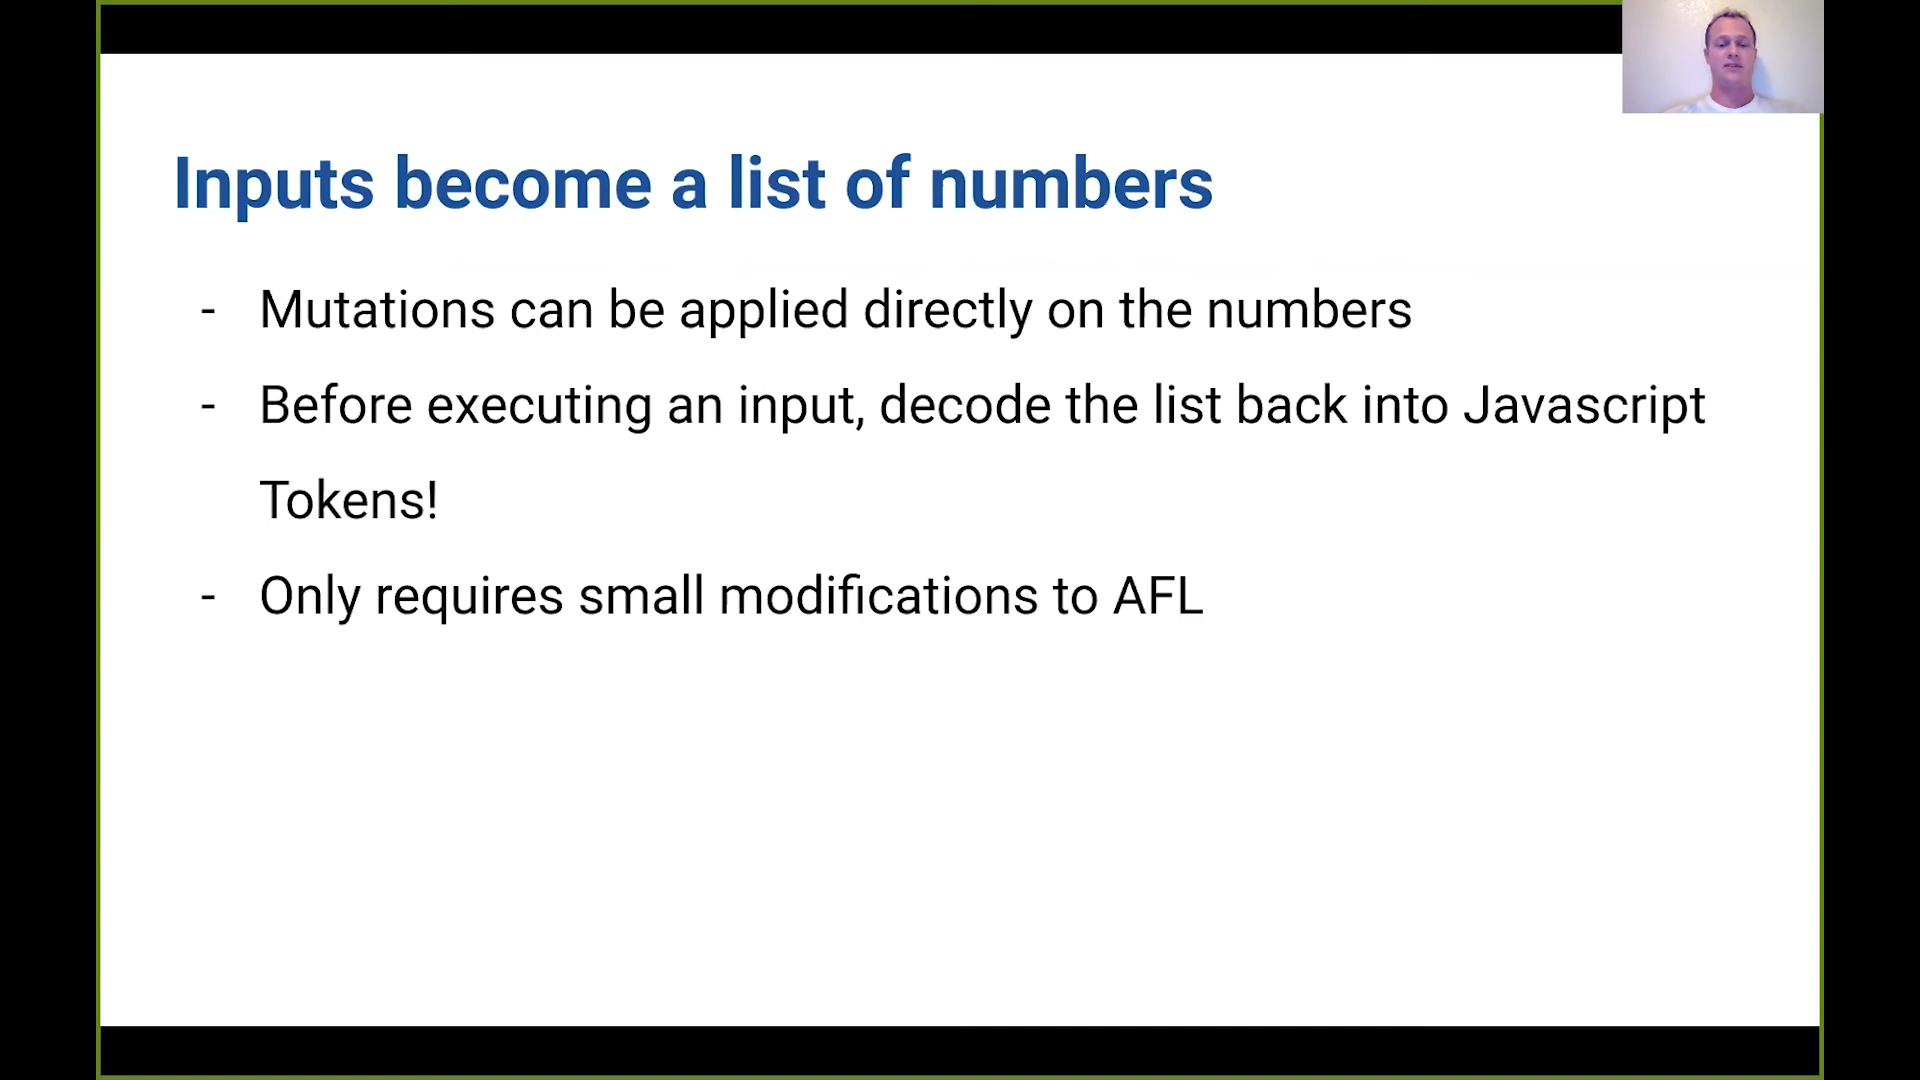 Inputs become a list of numbers
- Mutations can be applied directly on the numbers
- Before executing an input, decode the list back into Javascript
Tokens!
- Only requires small modifications to AFL